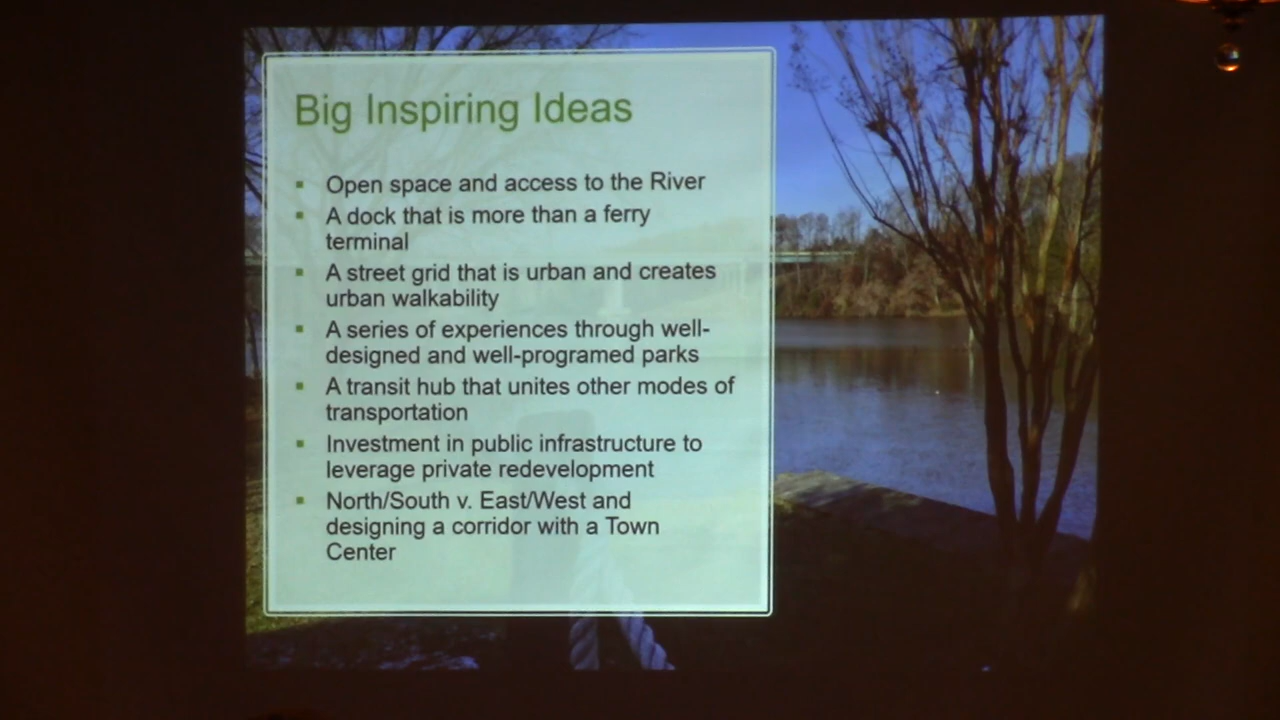 Big Inspiring Ideas
▪ Open space and access to the River
▪ A dock that is more than a ferry
terminal
▪ A street grid that is urban and creates
urban walkability
▪ A series of experiences through well-
designed and well-programed parks
▪ A transit hub that unites other modes of
transportation
▪ Investment in public infrastructure to
leverage private redevelopment
▪ North/South v. East/West and
designing a corridor with a Town
Center